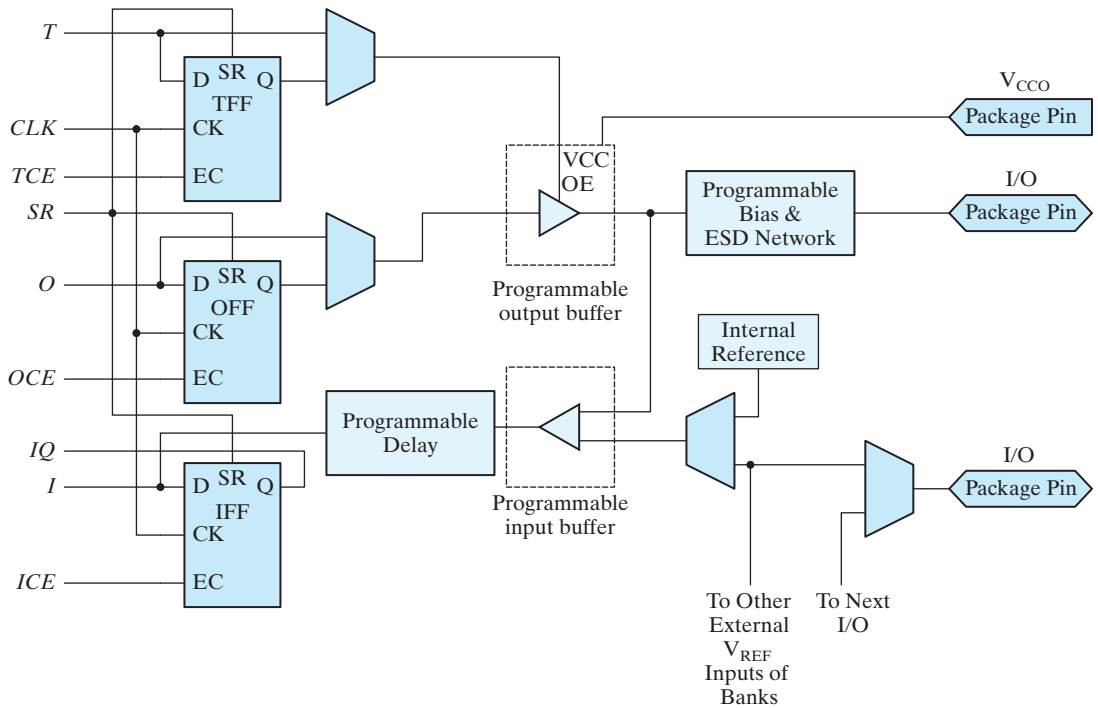 T
D
SR
Q
TFF
CLK
CK
TCE
EC
SR
VCC
OE
V_CCO
Package Pin
I/O
Package Pin
Programmable
Bias &
ESD Network
O
D
SR
Q
OFF
CK
OCE
EC
Programmable
output buffer
Internal
Reference
Programmable
Delay
IQ
I
D
SR
Q
IFF
CK
ICE
EC
Programmable
input buffer
I/O
Package Pin
To Other
External
V_REF
Inputs of
Banks
To Next
I/O